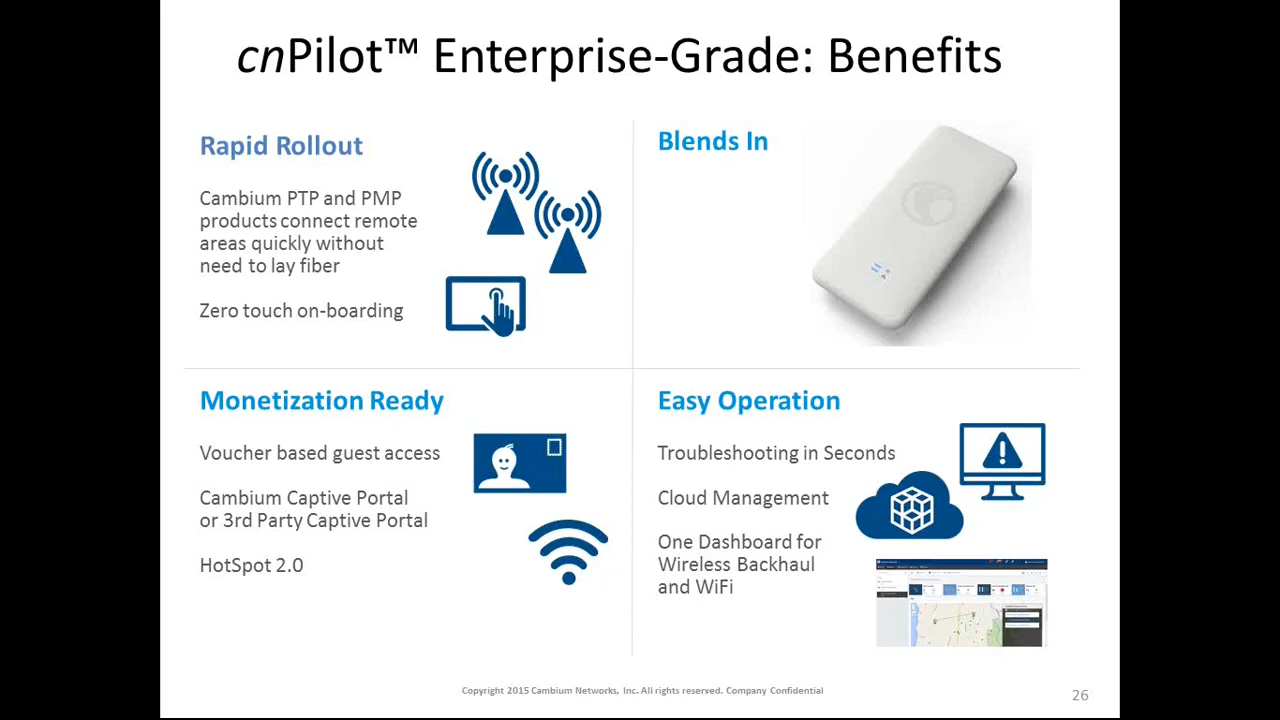 cnPilot™ Enterprise-Grade: Benefits
Rapid Rollout
Cambium PTP and PMP
products connect remote
areas quickly without
need to lay fiber
Zero touch on-boarding
Blends In
Monetization Ready
Voucher based guest access
Cambium Captive Portal
or 3rd Party Captive Portal
HotSpot 2.0
Easy Operation
Troubleshooting in Seconds
Cloud Management
One Dashboard for
Wireless Backhaul
and WiFi
Copyright 2015 Cambium Networks, Inc. All rights reserved. Company Confidential
26